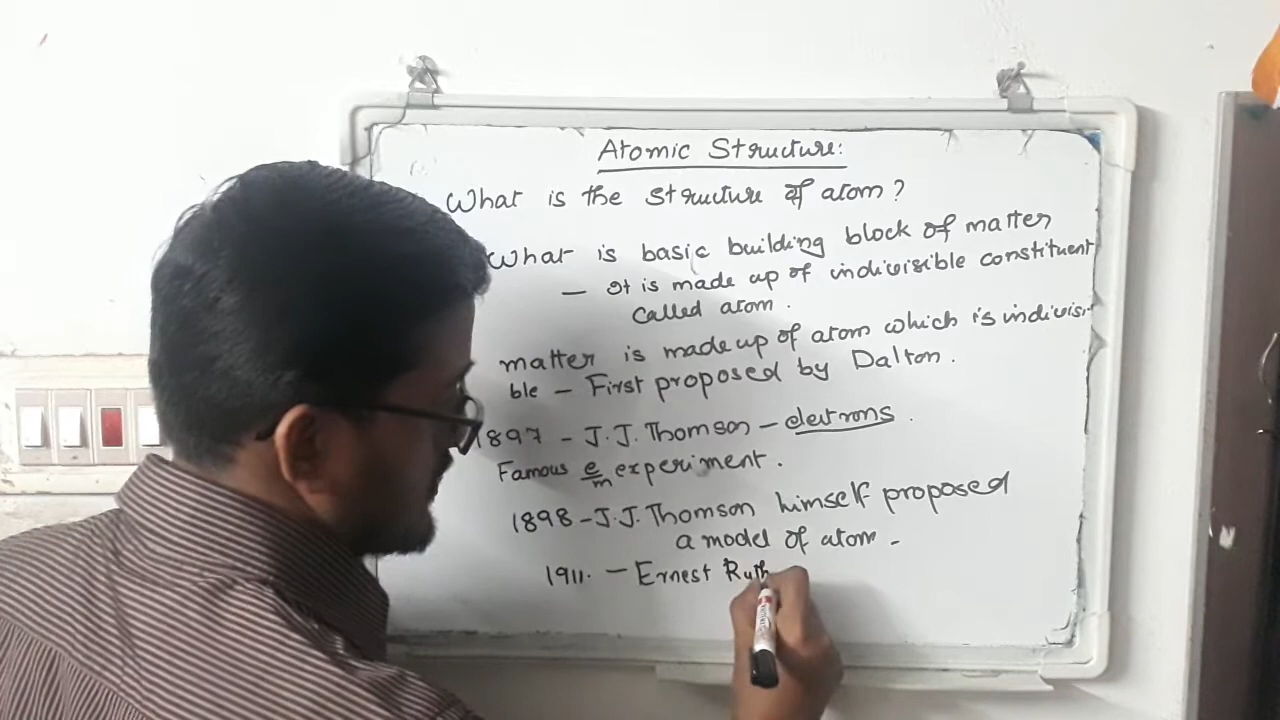 Atomic Structure:
What is the structure of atom?
What is basic building block of matter
— It is made up of indivisible constituent
called atom.
matter is made up of atom which is indivisi-
ble – First proposed by Dalton.
1897 – J.J. Thomson – electrons.
Famous e/m experiment.
1898 – J.J. Thomson himself proposed
a model of atom –
1911. – Ernest Ruth